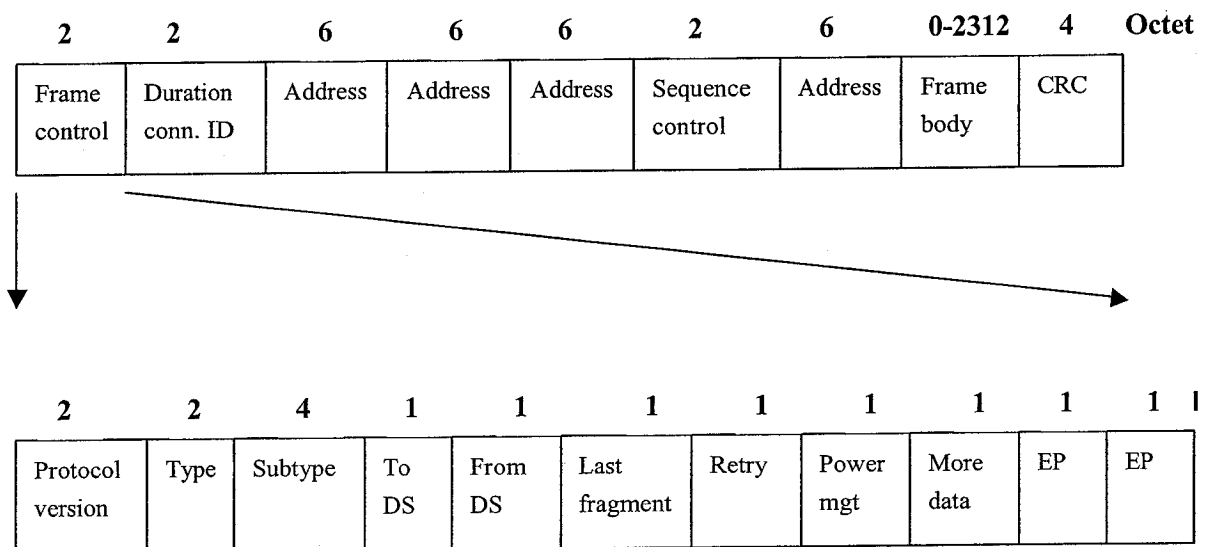 2 2 6 6 6 2 6 0-2312 4 Octet
Frame control Duration conn. ID Address Address Address Sequence control Address Frame body CRC
2 2 4 1 1 1 1 1 1 1 1
Protocol version Type Subtype To DS From DS Last fragment Retry Power mgt More data EP EP